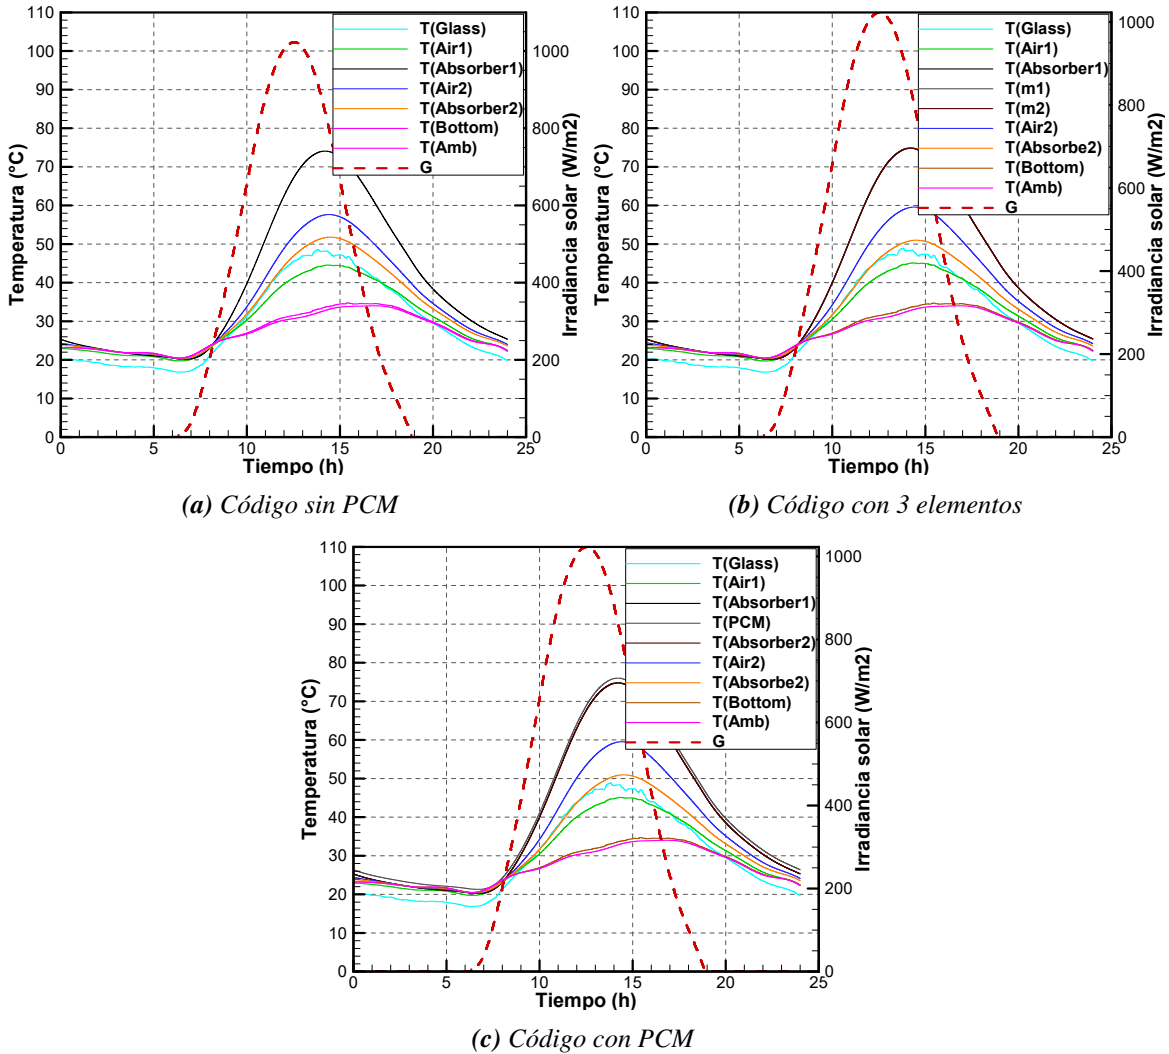 110
100
90
80
70
60
50
40
30
20
10
0
Temperatura (°C)
0
5
10
15
20
25
Tiempo (h)
1000
800
600
400
200
0
Irradiancia solar (W/m2)
T(Glass)
T(Air1)
T(Absorber1)
T(Air2)
T(Absorber2)
T(Bottom)
T(Amb)
G
(a) Código sin PCM
110
100
90
80
70
60
50
40
30
20
10
0
Temperatura (°C)
0
5
10
15
20
25
Tiempo (h)
1000
800
600
400
200
0
Irradiancia solar (W/m2)
T(Glass)
T(Air1)
T(Absorber1)
T(m1)
T(m2)
T(Air2)
T(Absorbe2)
T(Bottom)
T(Amb)
G
(b) Código con 3 elementos
110
100
90
80
70
60
50
40
30
20
10
0
Temperatura (°C)
0
5
10
15
20
25
Tiempo (h)
1000
800
600
400
200
0
Irradiancia solar (W/m2)
T(Glass)
T(Air1)
T(Absorber1)
T(PCM)
T(Absorber2)
T(Air2)
T(Absorbe2)
T(Bottom)
T(Amb)
G
(c) Código con PCM